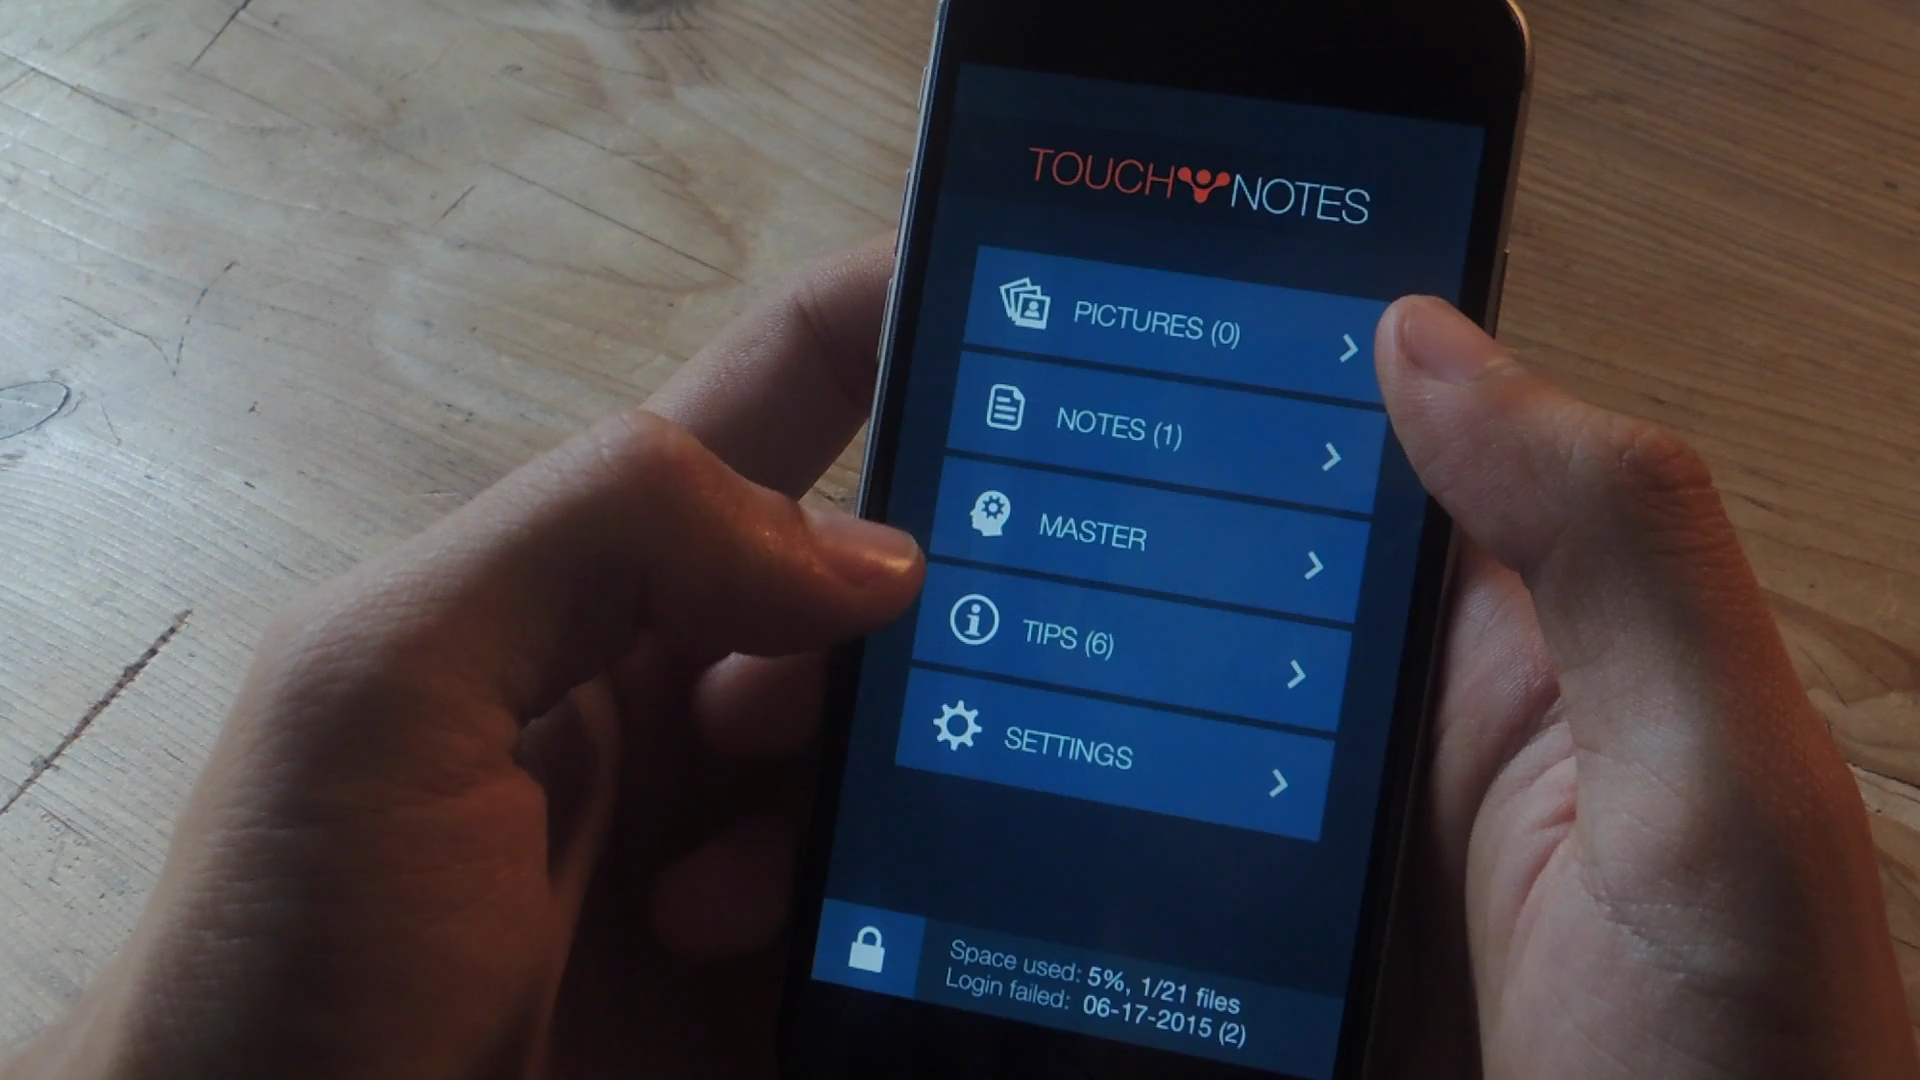 TOUCH NOTES
PICTURES (0)
NOTES (1)
MASTER
TIPS (6)
SETTINGS
Space used: 5%, 1/21 files
Login failed: 06-17-2015 (2)